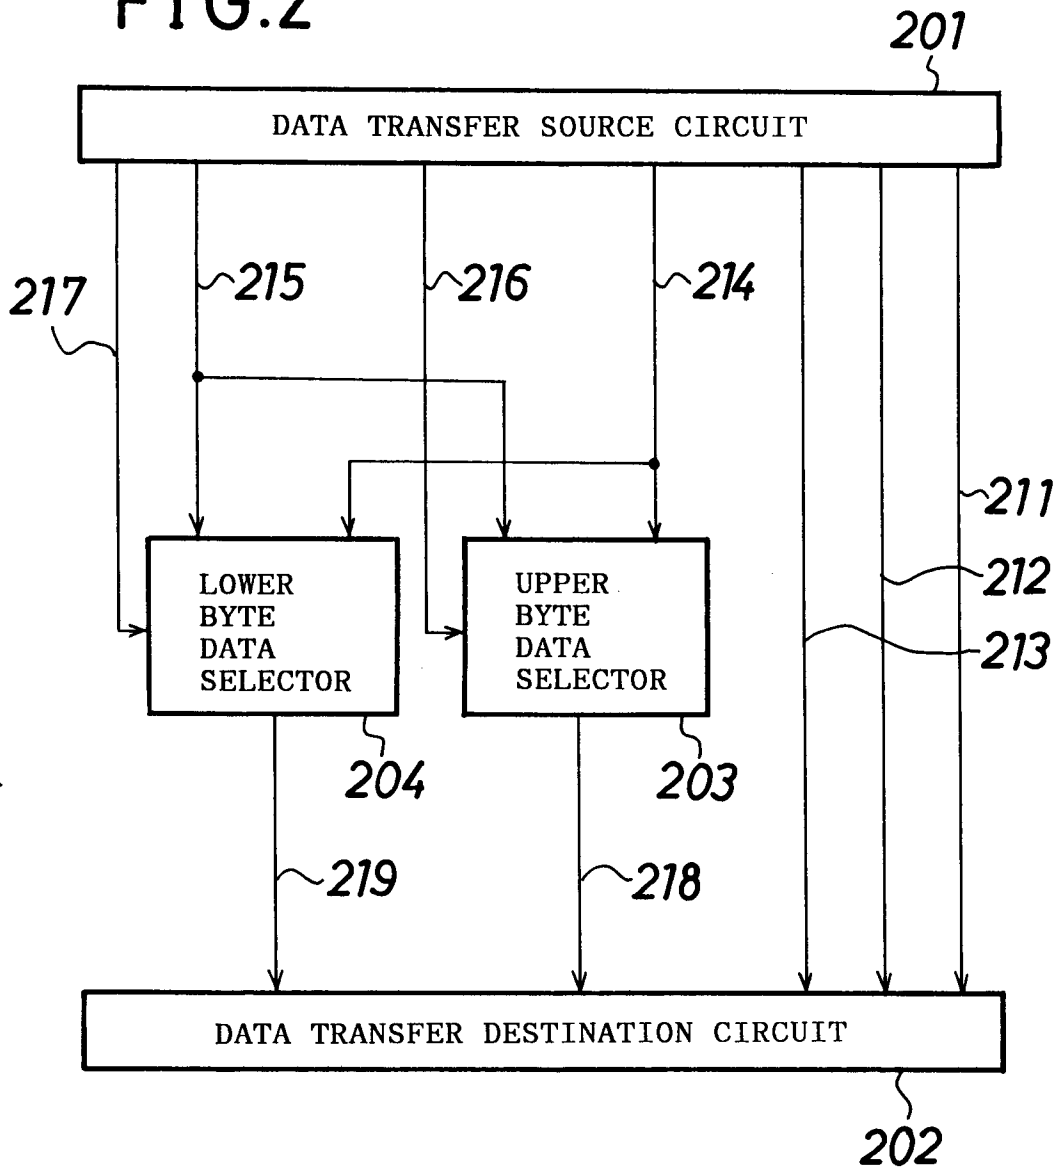 FIG.2
201
DATA TRANSFER SOURCE CIRCUIT
217
215
216
214
211
212
213
LOWER
BYTE
DATA
SELECTOR
UPPER
BYTE
DATA
SELECTOR
204
203
219
218
DATA TRANSFER DESTINATION CIRCUIT
202